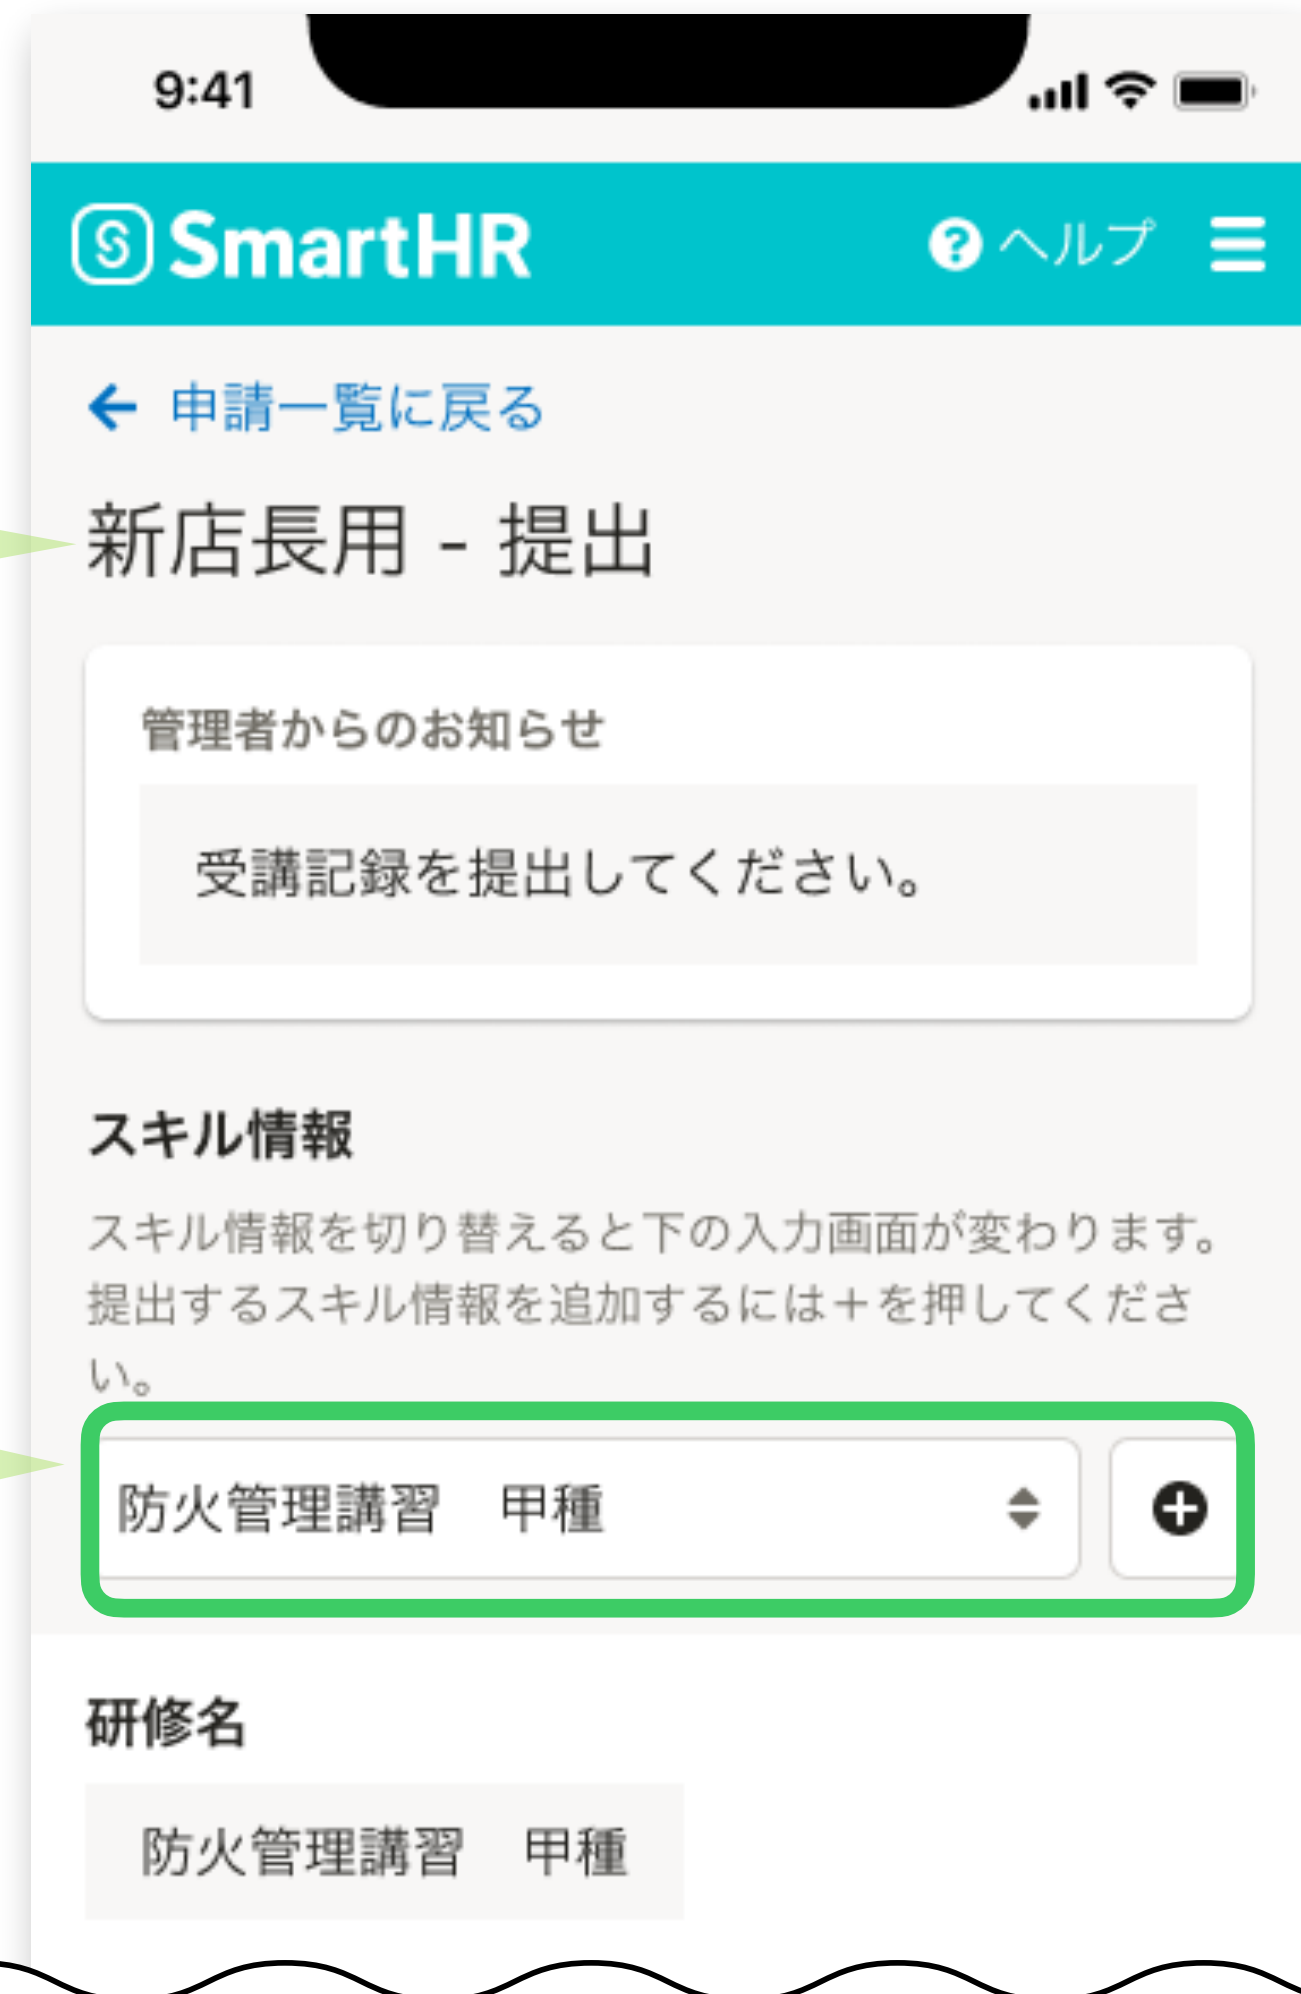 9:41
SmartHR
ヘルプ
申請一覧に戻る
新店長用 - 提出
管理者からのお知らせ
受講記録を提出してください。
スキル情報
スキル情報を切り替えると下の入力画面が変わります。
提出するスキル情報を追加するには＋を押してくださ
い。
防火管理講習　甲種
研修名
防火管理講習　甲種